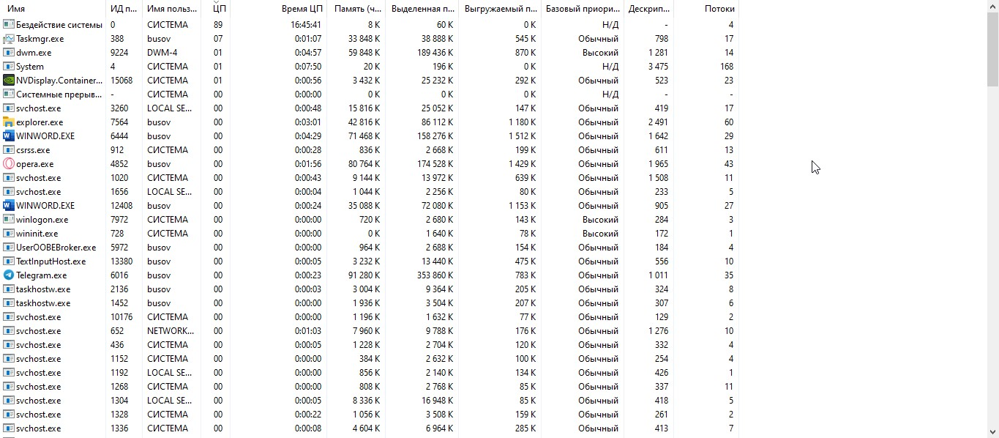 Имя ИД п... Имя польз... ЦП Время ЦП Память (ч... Выделенная п... Выгружаемый п... Базовый приори... Дескрип... Потоки
Бездействие системы 0 СИСТЕМА 89 16:45:41 8 K 60 K 0 K Н/Д - 4
Taskmgr.exe 388 busov 07 0:01:07 33 848 K 38 888 K 545 K Обычный 798 17
dwm.exe 9224 DWM-4 01 0:04:57 59 848 K 189 436 K 870 K Высокий 1 281 14
System 4 СИСТЕМА 01 0:07:50 20 K 196 K 0 K Н/Д 3 475 168
NVDisplay.Container... 15068 СИСТЕМА 01 0:00:56 3 432 K 25 232 K 292 K Обычный 523 23
Системные прерыв... - СИСТЕМА 00 0:00:00 0 K 0 K 0 K Н/Д - -
svchost.exe 3260 LOCAL SE... 00 0:00:48 15 816 K 25 052 K 147 K Обычный 419 17
explorer.exe 7564 busov 00 0:03:01 42 816 K 86 112 K 1 180 K Обычный 2 491 60
WINWORD.EXE 6444 busov 00 0:04:29 71 468 K 158 276 K 1 512 K Обычный 1 642 29
csrss.exe 912 СИСТЕМА 00 0:00:28 836 K 2 668 K 199 K Обычный 611 13
opera.exe 4852 busov 00 0:01:56 80 764 K 174 528 K 1 429 K Обычный 1 965 43
svchost.exe 1020 СИСТЕМА 00 0:00:43 9 144 K 13 972 K 639 K Обычный 1 508 11
svchost.exe 1656 LOCAL SE... 00 0:00:04 1 044 K 2 256 K 80 K Обычный 233 5
WINWORD.EXE 12408 busov 00 0:00:24 35 088 K 72 080 K 1 153 K Обычный 905 27
winlogon.exe 7972 СИСТЕМА 00 0:00:00 720 K 2 680 K 143 K Высокий 284 3
wininit.exe 728 СИСТЕМА 00 0:00:00 0 K 1 640 K 78 K Высокий 172 1
UserOOBEBroker.exe 5972 busov 00 0:00:00 964 K 2 688 K 154 K Обычный 184 4
TextInputHost.exe 13380 busov 00 0:00:05 3 232 K 13 440 K 475 K Обычный 556 10
Telegram.exe 6016 busov 00 0:00:23 91 280 K 353 860 K 783 K Обычный 1 011 35
taskhostw.exe 2136 busov 00 0:00:03 3 004 K 9 364 K 205 K Обычный 324 8
taskhostw.exe 1452 busov 00 0:00:00 1 936 K 3 504 K 207 K Обычный 307 6
svchost.exe 10176 СИСТЕМА 00 0:00:00 1 196 K 1 632 K 77 K Обычный 129 2
svchost.exe 652 NETWORK... 00 0:01:03 7 960 K 9 788 K 176 K Обычный 1 276 10
svchost.exe 436 СИСТЕМА 00 0:00:05 1 228 K 2 704 K 120 K Обычный 332 4
svchost.exe 1152 СИСТЕМА 00 0:00:00 384 K 2 632 K 100 K Обычный 254 4
svchost.exe 1192 LOCAL SE... 00 0:00:00 856 K 2 140 K 134 K Обычный 426 1
svchost.exe 1268 СИСТЕМА 00 0:00:00 808 K 2 768 K 85 K Обычный 337 11
svchost.exe 1304 LOCAL SE... 00 0:00:05 8 336 K 16 948 K 85 K Обычный 418 5
svchost.exe 1328 СИСТЕМА 00 0:00:22 1 056 K 3 508 K 159 K Обычный 261 2
svchost.exe 1336 СИСТЕМА 00 0:00:08 4 604 K 6 964 K 285 K Обычный 413 7